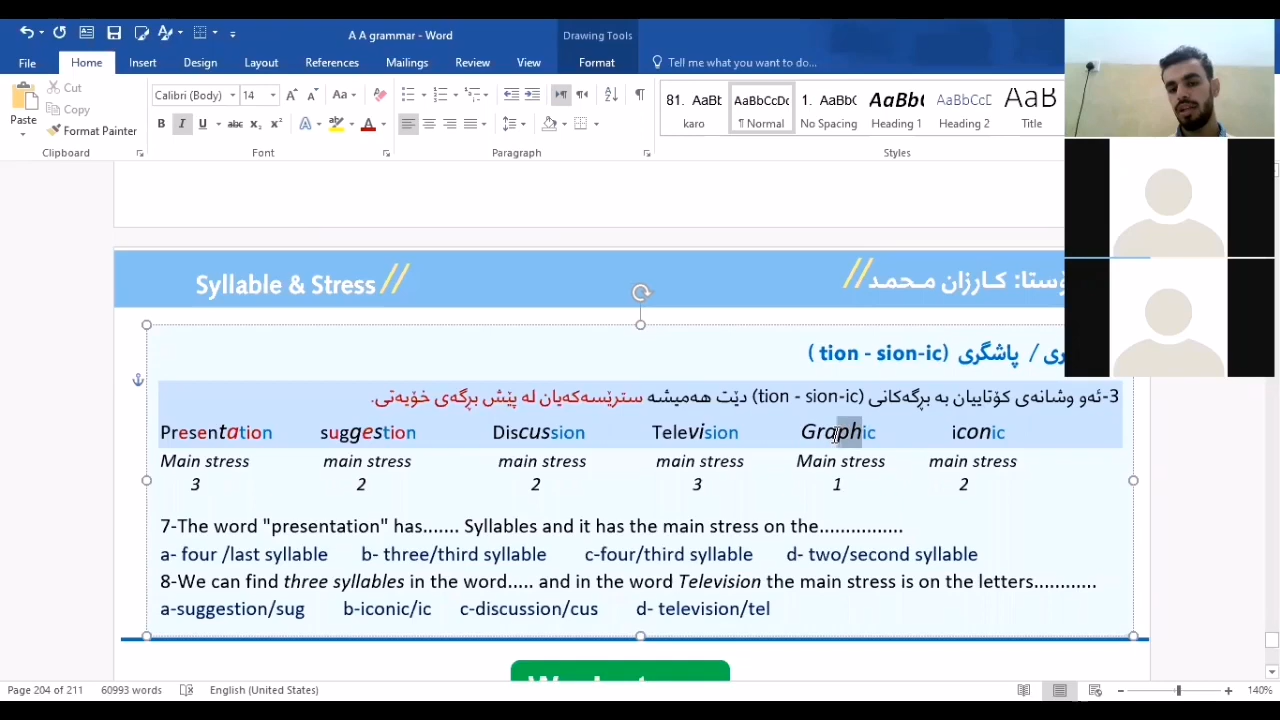 A A grammar - Word
Drawing Tools
File Home Insert Design Layout References Mailings Review View Format Tell me what you want to do...
Paste
Cut
Copy
Format Painter
Clipboard
Calibri (Body) 14
Font
Paragraph
81. AaBt AaBbCcDc 1. AaBbC AaBbC AaBbCcD AaB
karo ¶ Normal No Spacing Heading 1 Heading 2 Title
Styles
Syllable & Stress //
// کـارزان مـحـمـد
پاشگری (tion - sion-ic )
3-ئەو وشانەی کۆتاییان بە بڕگەکانی (tion - sion-ic) دێت هەمیشە سترێسەکەیان لە پێش بڕگەی خۆیەتی.
Presentation suggestion Discussion Television Graphic iconic
Main stress main stress main stress main stress Main stress main stress
3 2 2 3 1 2
7-The word "presentation" has....... Syllables and it has the main stress on the...............
a- four /last syllable b- three/third syllable c-four/third syllable d- two/second syllable
8-We can find three syllables in the word..... and in the word Television the main stress is on the letters............
a-suggestion/sug b-iconic/ic c-discussion/cus d- television/tel
Page 204 of 211 60993 words English (United States) 140%